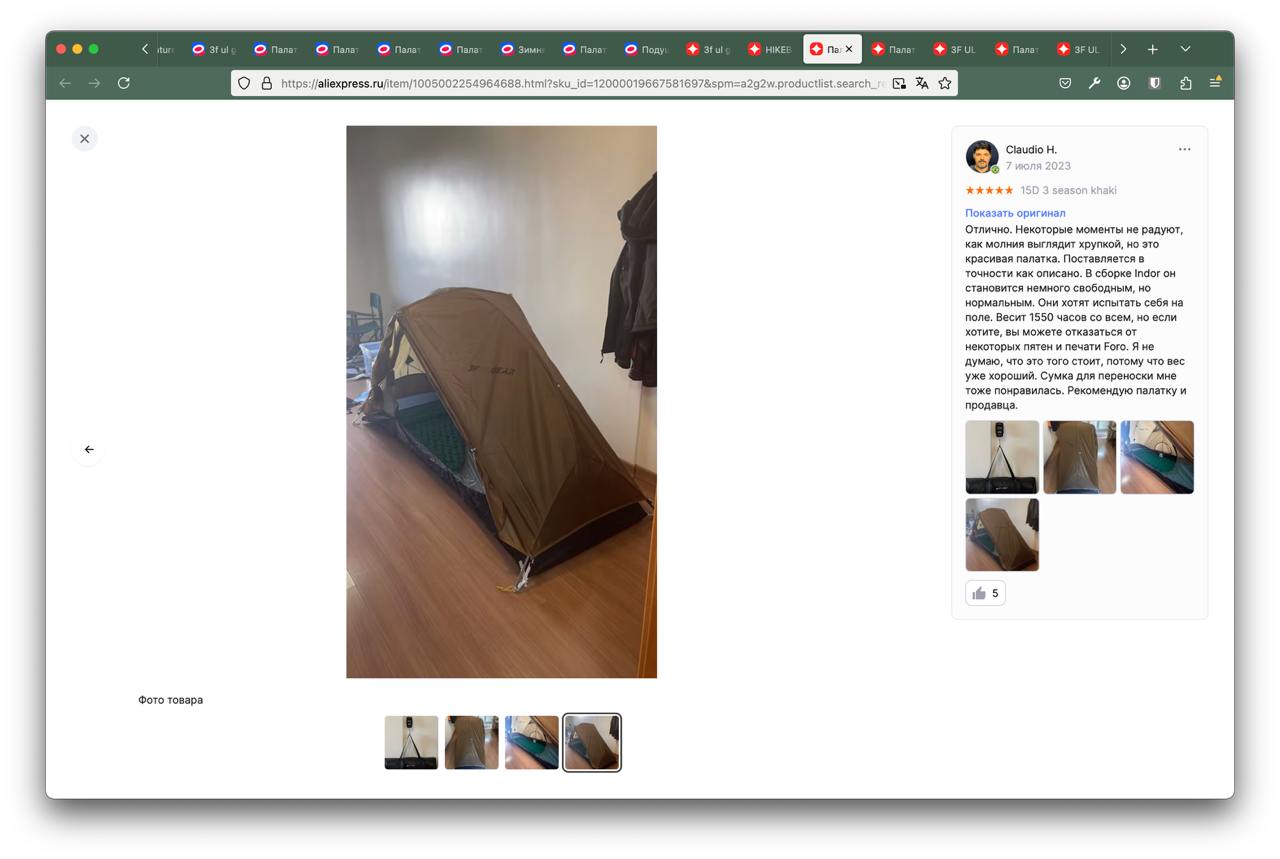 3f ul g
Палат
Палат
Палат
Палат
Зимня
Палат
Подуш
3f ul g
HIKEB
Пал
Палат
3F UL
Палат
3F UL
https://aliexpress.ru/item/1005002254964688.html?sku_id=12000019667581697&spm=a2g2w.productlist.search_re
Claudio H.
7 июля 2023
15D 3 season khaki
Показать оригинал
Отлично. Некоторые моменты не радуют,
как молния выглядит хрупкой, но это
красивая палатка. Поставляется в
точности как описано. В сборке Indor он
становится немного свободным, но
нормальным. Они хотят испытать себя на
поле. Весит 1550 часов со всем, но если
хотите, вы можете отказаться от
некоторых пятен и печати Foro. Я не
думаю, что это того стоит, потому что вес
уже хороший. Сумка для переноски мне
тоже понравилась. Рекомендую палатку и
продавца.
5
3F GEAR
Фото товара